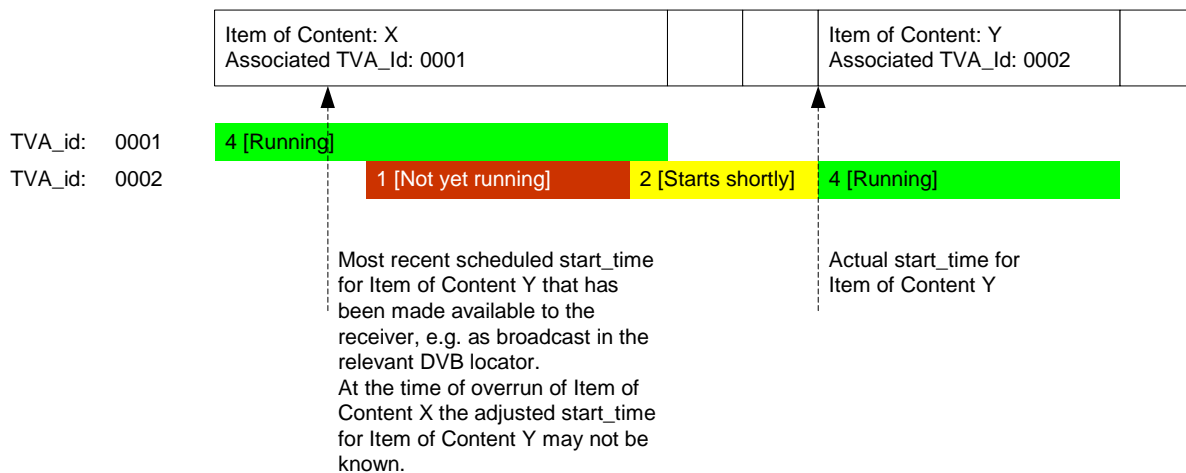 Item of Content: X
Associated TVA_Id: 0001
Item of Content: Y
Associated TVA_Id: 0002
TVA_id: 0001
4 [Running]
TVA_id: 0002
1 [Not yet running]
2 [Starts shortly]
4 [Running]
Most recent scheduled start_time
for Item of Content Y that has
been made available to the
receiver, e.g. as broadcast in the
relevant DVB locator.
At the time of overrun of Item of
Content X the adjusted start_time
for Item of Content Y may not be
known.
Actual start_time for
Item of Content Y